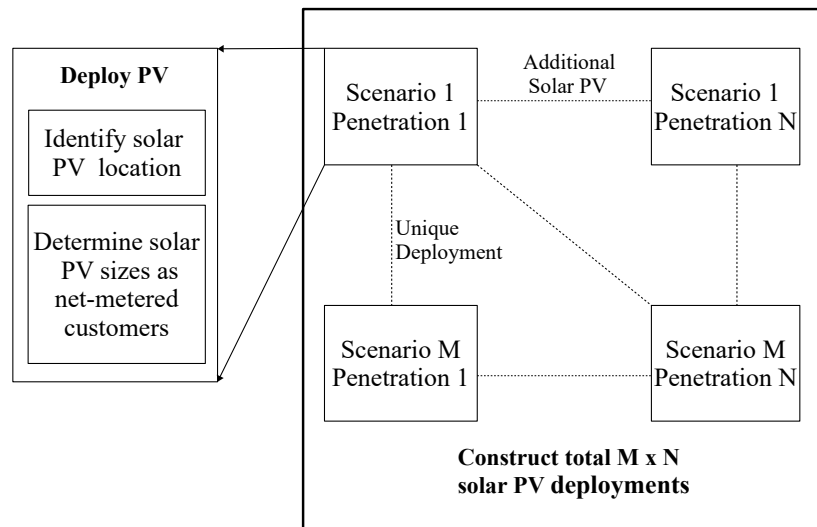 Deploy PV
Identify solar
PV location
Determine solar
PV sizes as
net-metered
customers
Scenario 1
Penetration 1
Additional
Solar PV
Scenario 1
Penetration N
Unique
Deployment
Scenario M
Penetration 1
Scenario M
Penetration N
Construct total M x N
solar PV deployments